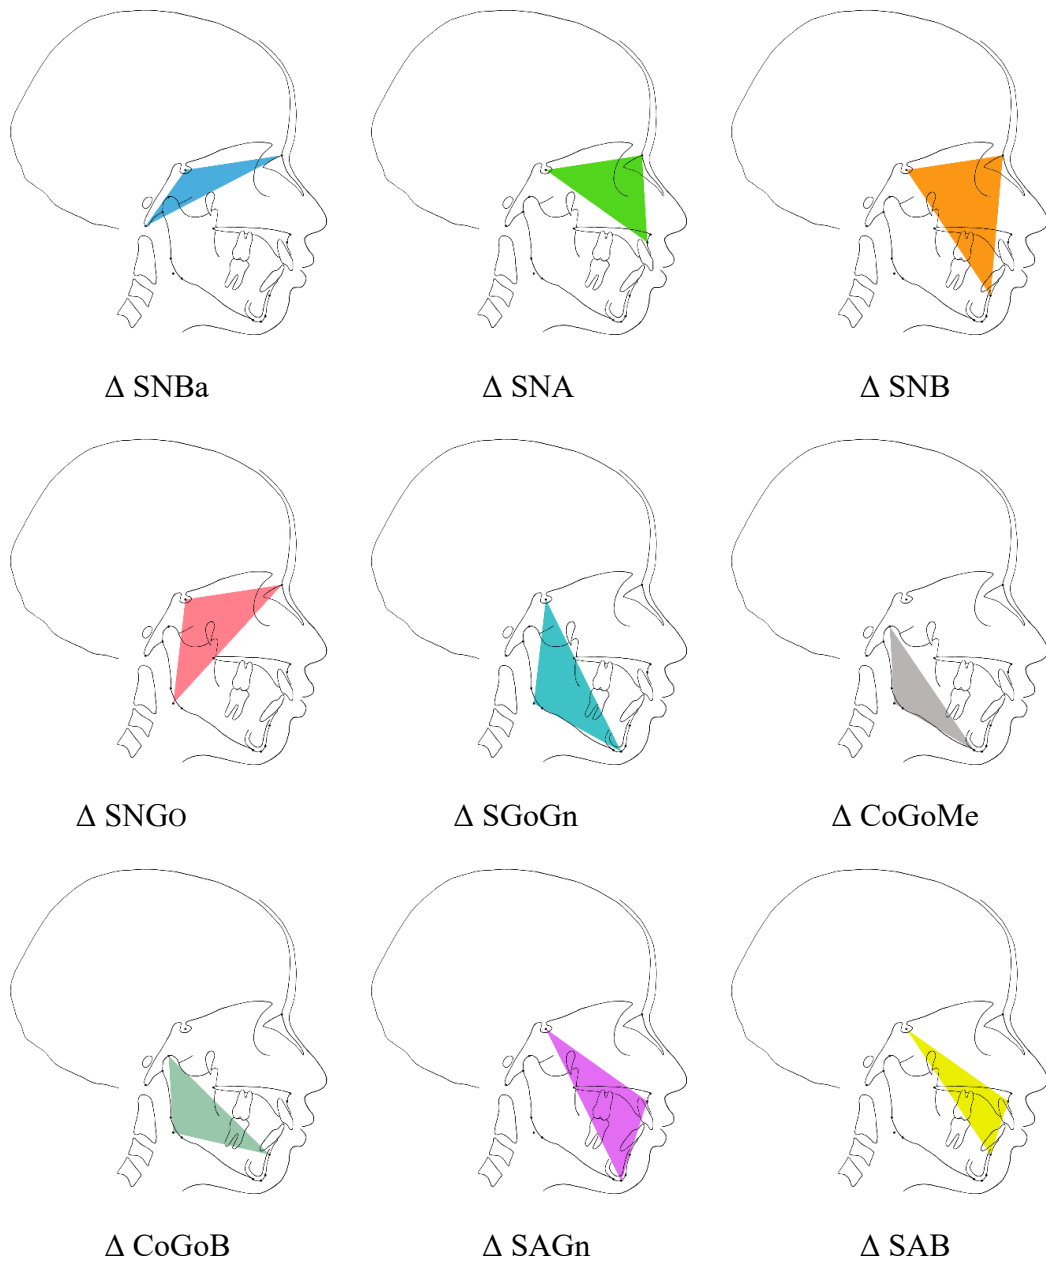 Δ SNBa
Δ SNA
Δ SNB
Δ SNGO
Δ SGoGn
Δ CoGoMe
Δ CoGoB
Δ SAGn
Δ SAB